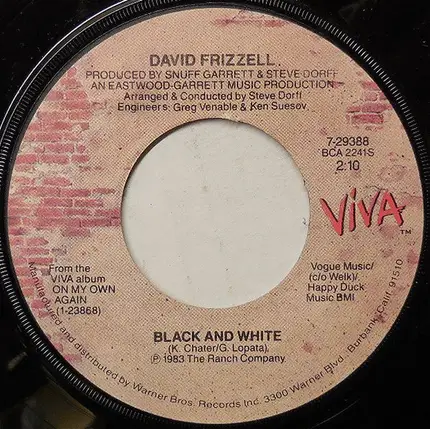 DAVID FRIZZELL
PRODUCED BY SNUFF GARRETT & STEVE DORFF
AN EASTWOOD-GARRETT MUSIC PRODUCTION
Arranged & Conducted by Steve Dorff
Engineers: Greg Venable & Ken Suesov
7-29388
BCA 2241S
2:10
VIVA
TM
From the
VIVA album
ON MY OWN
AGAIN
(1-23868)
Vogue Music/
(c/o Welk)/
Happy Duck
Music BMI
BLACK AND WHITE
(K. Chater/G. Lopata)
℗ 1983 The Ranch Company
Manufactured and distributed by Warner Bros. Records Inc. 3300 Warner Blvd. Burbank, Calif. 91510